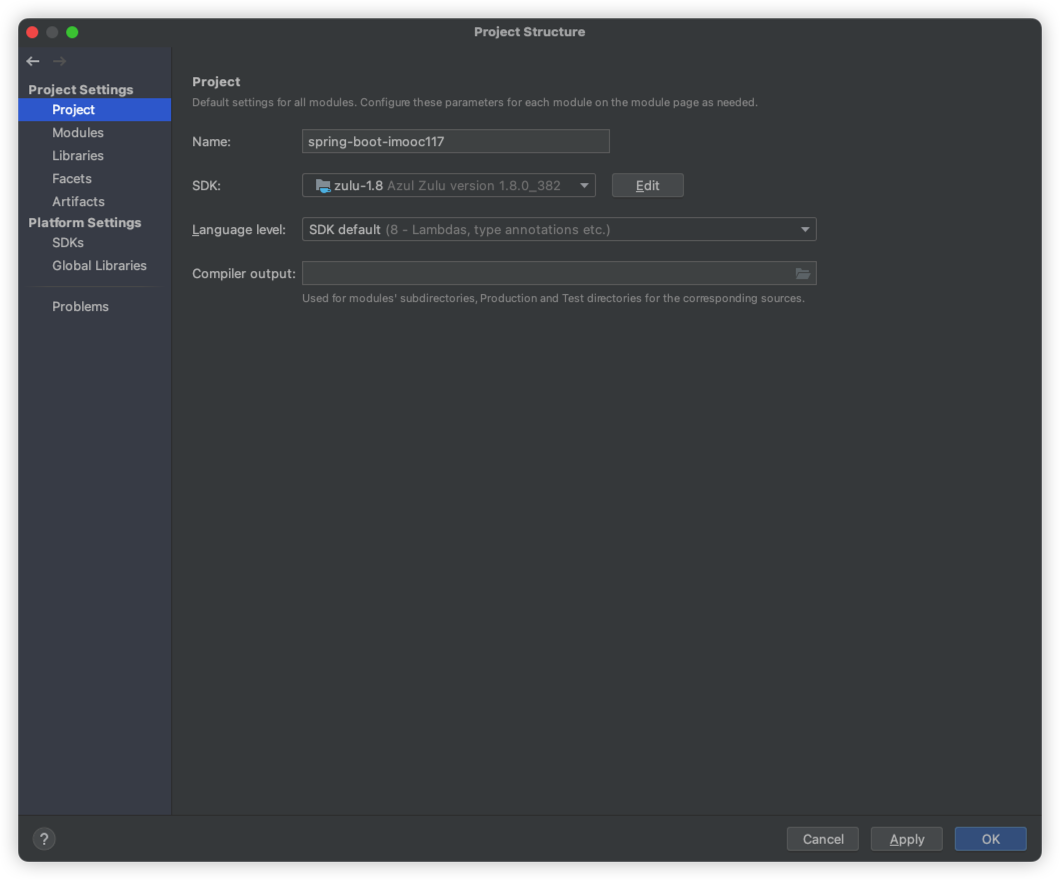 Project Structure
Project Settings
Project
Modules
Libraries
Facets
Artifacts
Platform Settings
SDKs
Global Libraries
Problems
Project
Default settings for all modules. Configure these parameters for each module on the module page as needed.
Name: spring-boot-imooc117
SDK: zulu-1.8 Azul Zulu version 1.8.0_382 Edit
Language level: SDK default (8 - Lambdas, type annotations etc.)
Compiler output:
Used for modules' subdirectories, Production and Test directories for the corresponding sources.
? Cancel Apply OK